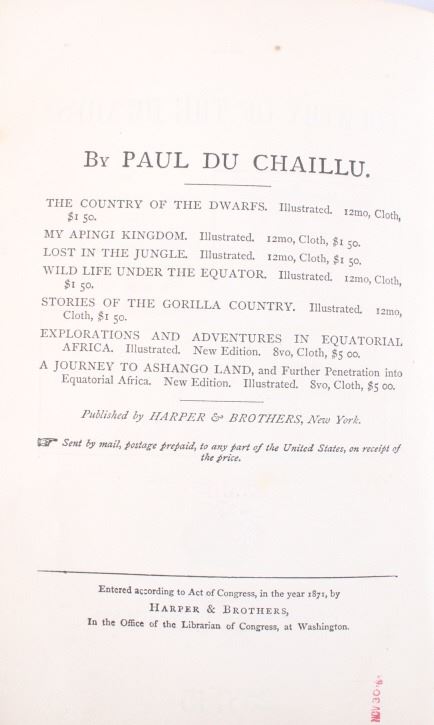 By PAUL DU CHAILLU.
THE COUNTRY OF THE DWARFS. Illustrated. 12mo, Cloth,
$1 50.
MY APINGI KINGDOM. Illustrated. 12mo, Cloth, $1 50.
LOST IN THE JUNGLE. Illustrated. 12mo, Cloth, $1 50.
WILD LIFE UNDER THE EQUATOR. Illustrated. 12mo, Cloth,
$1 50.
STORIES OF THE GORILLA COUNTRY. Illustrated. 12mo,
Cloth, $1 50.
EXPLORATIONS AND ADVENTURES IN EQUATORIAL
AFRICA. Illustrated. New Edition. 8vo, Cloth, $5 00.
A JOURNEY TO ASHANGO LAND, and Further Penetration into
Equatorial Africa. New Edition. Illustrated. 8vo, Cloth, $5 00.
Published by HARPER & BROTHERS, New York.
☞ Sent by mail, postage prepaid, to any part of the United States, on receipt of
the price.
Entered according to Act of Congress, in the year 1871, by
HARPER & BROTHERS,
In the Office of the Librarian of Congress, at Washington.
NOV 30